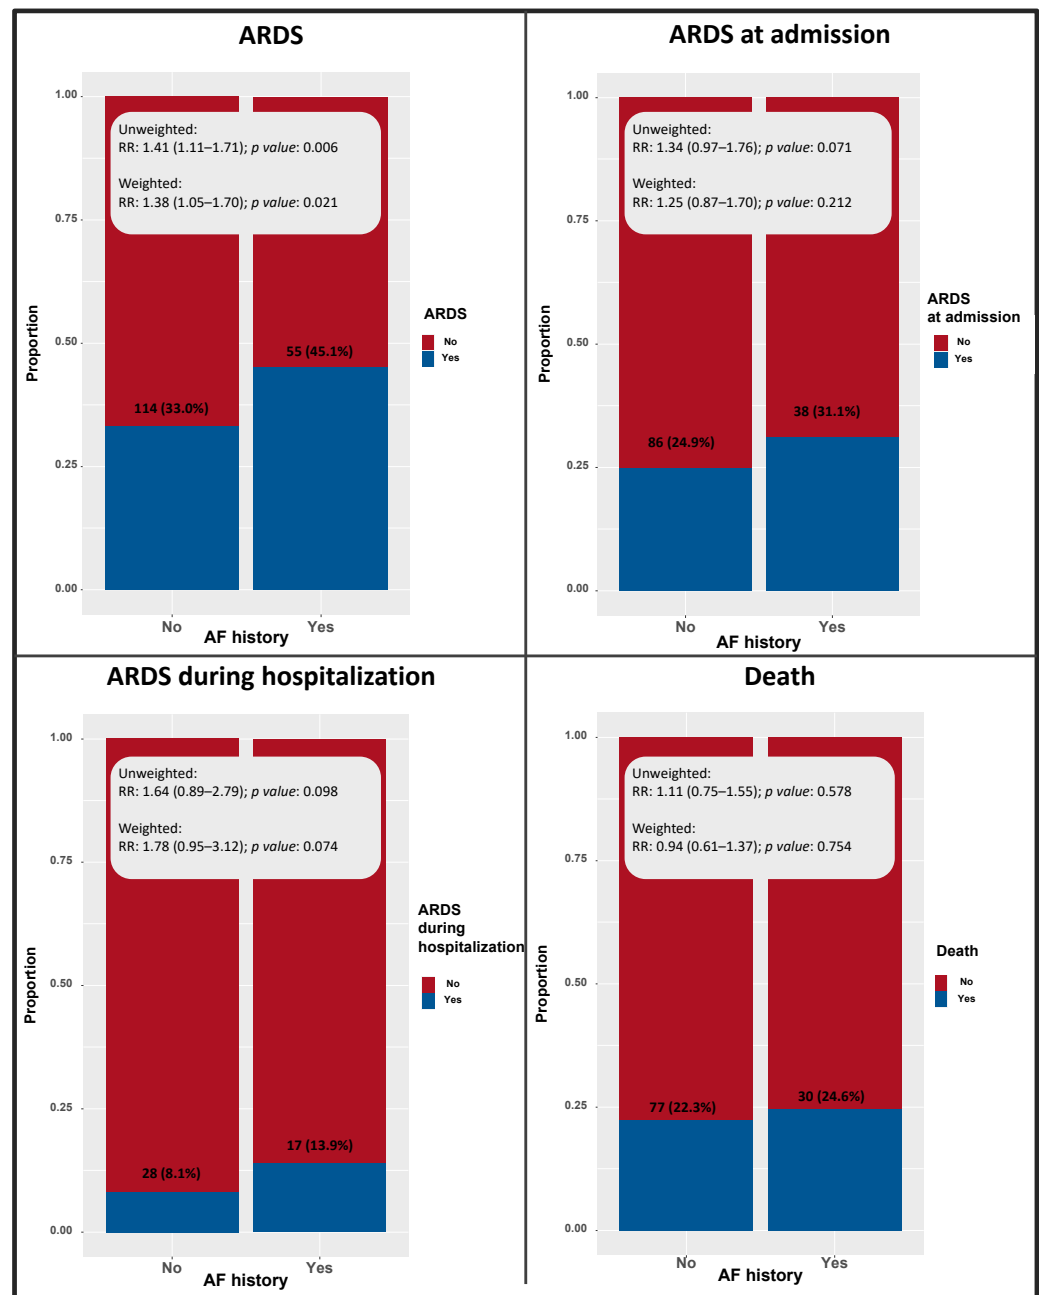 ARDS
1.00
0.75
0.50
0.25
0.00
Proportion
Unweighted:
RR: 1.41 (1.11–1.71); p value: 0.006
Weighted:
RR: 1.38 (1.05–1.70); p value: 0.021
114 (33.0%)
55 (45.1%)
No
Yes
AF history
ARDS
No
Yes
ARDS at admission
1.00
0.75
0.50
0.25
0.00
Proportion
Unweighted:
RR: 1.34 (0.97–1.76); p value: 0.071
Weighted:
RR: 1.25 (0.87–1.70); p value: 0.212
86 (24.9%)
38 (31.1%)
No
Yes
AF history
ARDS
at admission
No
Yes
ARDS during hospitalization
1.00
0.75
0.50
0.25
0.00
Proportion
Unweighted:
RR: 1.64 (0.89–2.79); p value: 0.098
Weighted:
RR: 1.78 (0.95–3.12); p value: 0.074
28 (8.1%)
17 (13.9%)
No
Yes
AF history
ARDS
during
hospitalization
No
Yes
Death
1.00
0.75
0.50
0.25
0.00
Proportion
Unweighted:
RR: 1.11 (0.75–1.55); p value: 0.578
Weighted:
RR: 0.94 (0.61–1.37); p value: 0.754
77 (22.3%)
30 (24.6%)
No
Yes
AF history
Death
No
Yes